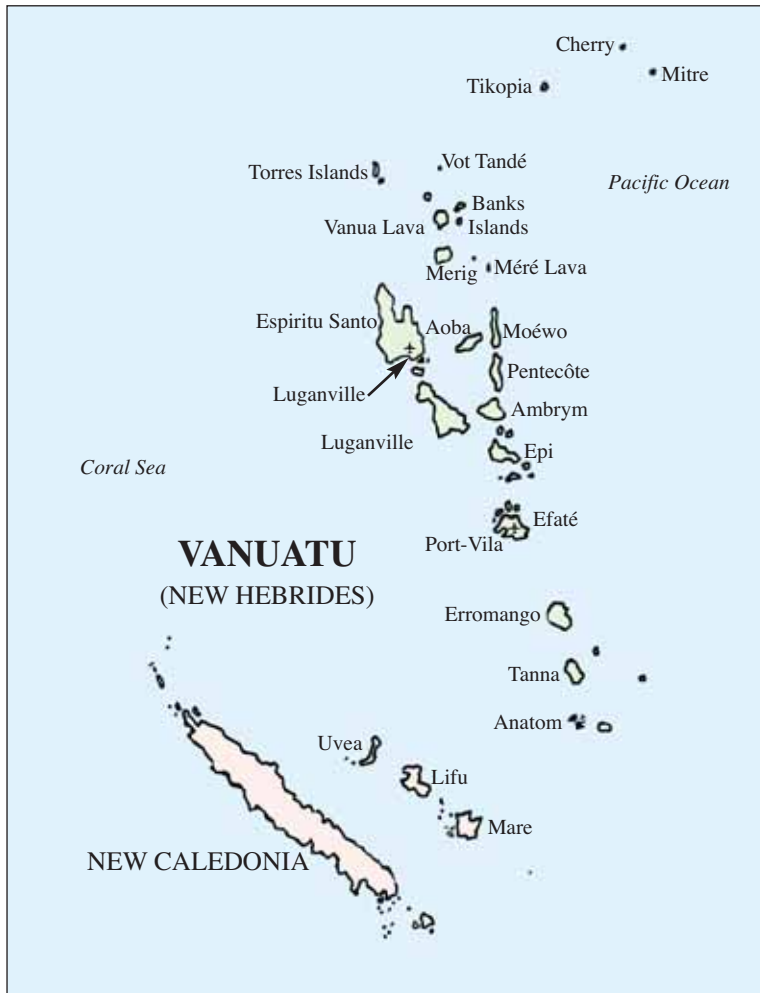 Cherry
Mitre
Tikopia
Torres Islands
Vot Tandé
Pacific Ocean
Banks
Islands
Vanua Lava
Merig
Méré Lava
Espiritu Santo
Aoba
Moéwo
Pentecôte
Luganville
Ambrym
Luganville
Epi
Coral Sea
Efaté
Port-Vila
VANUATU
(NEW HEBRIDES)
Erromango
Tanna
Anatom
Uvea
Lifu
Mare
NEW CALEDONIA